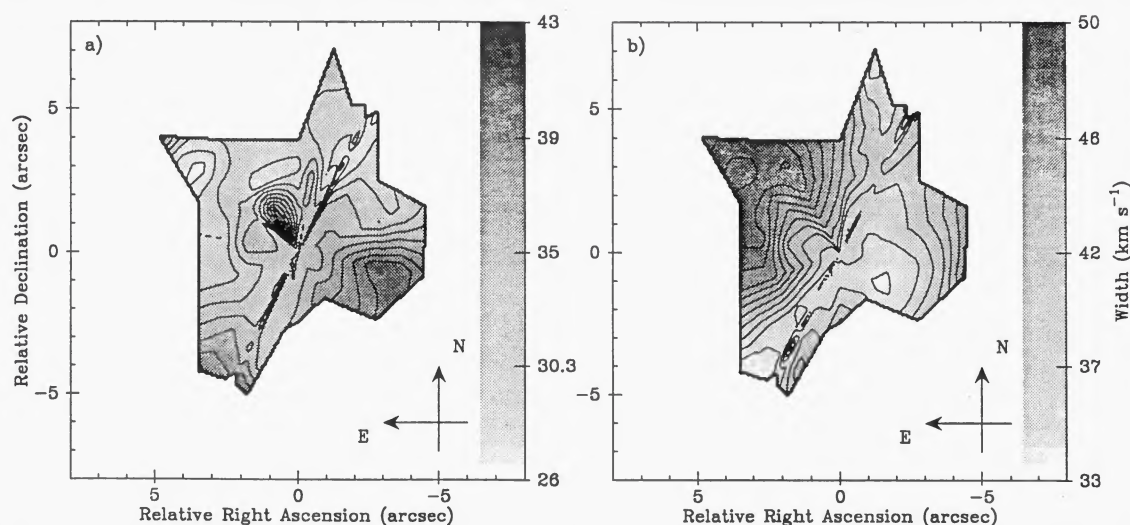 a)
Relative Declination (arcsec)
5
0
−5
5
0
−5
Relative Right Ascension (arcsec)
N
E
43
39
35
30.3
26
b)
5
0
−5
5
0
−5
Relative Right Ascension (arcsec)
N
E
50
46
42
37
33
Width (km s⁻¹)